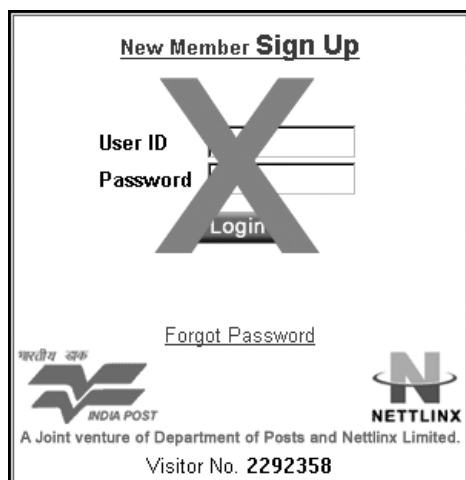 New Member Sign Up
User ID
Password
Login
Forgot Password
भारतीय डाक
INDIA POST
NETTLINX
A Joint venture of Department of Posts and Nettlinx Limited.
Visitor No. 2292358